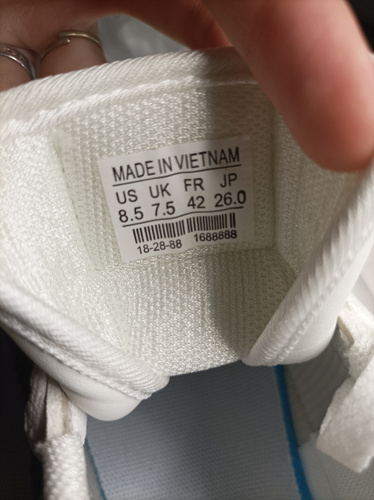 MADE IN VIETNAM
US UK FR JP
8.5 7.5 42 26.0
18-28-88 1688888